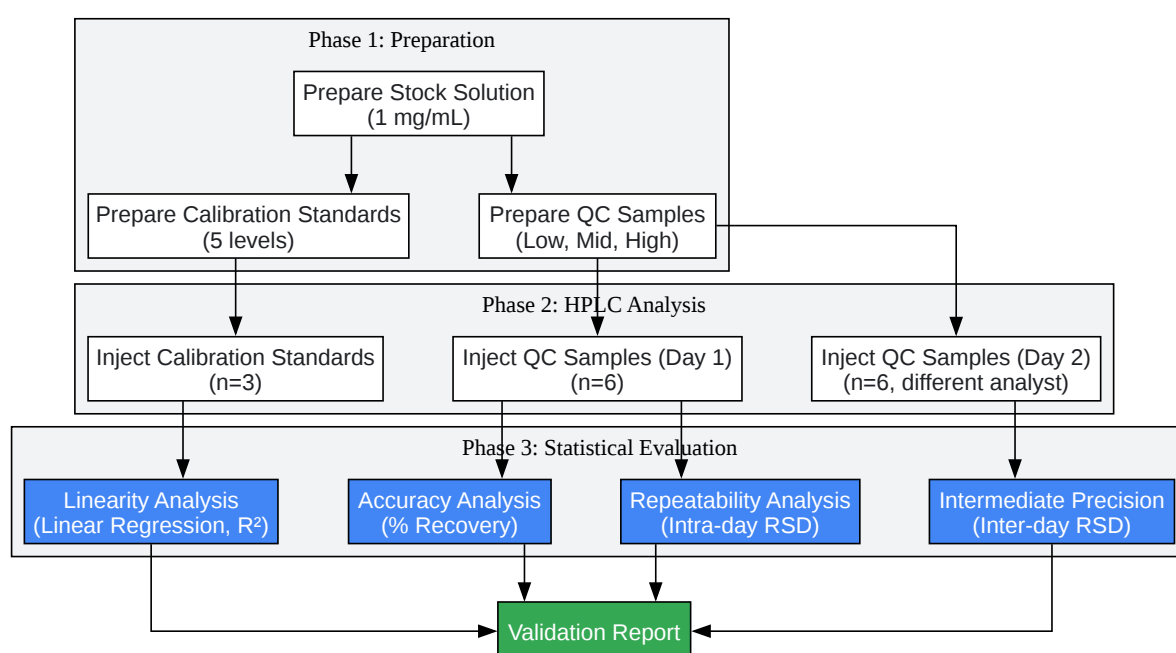 Phase 1: Preparation
Prepare Stock Solution
(1 mg/mL)
Prepare Calibration Standards
(5 levels)
Prepare QC Samples
(Low, Mid, High)
Phase 2: HPLC Analysis
Inject Calibration Standards
(n=3)
Inject QC Samples (Day 1)
(n=6)
Inject QC Samples (Day 2)
(n=6, different analyst)
Phase 3: Statistical Evaluation
Linearity Analysis
(Linear Regression, R²)
Accuracy Analysis
(% Recovery)
Repeatability Analysis
(Intra-day RSD)
Intermediate Precision
(Inter-day RSD)
Validation Report